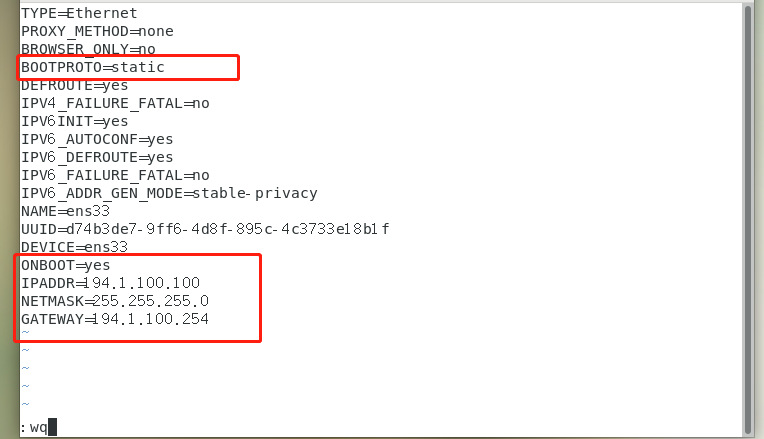 TYPE=Ethernet
PROXY_METHOD=none
BROWSER_ONLY=no
BOOTPROTO=static
DEFROUTE=yes
IPV4_FAILURE_FATAL=no
IPV6INIT=yes
IPV6_AUTOCONF=yes
IPV6_DEFROUTE=yes
IPV6_FAILURE_FATAL=no
IPV6_ADDR_GEN_MODE=stable-privacy
NAME=ens33
UUID=d74b3de7-9ff6-4d8f-895c-4c3733e18b1f
DEVICE=ens33
ONBOOT=yes
IPADDR=194.1.100.100
NETMASK=255.255.255.0
GATEWAY=194.1.100.254
~
~
~
~
~
:wq